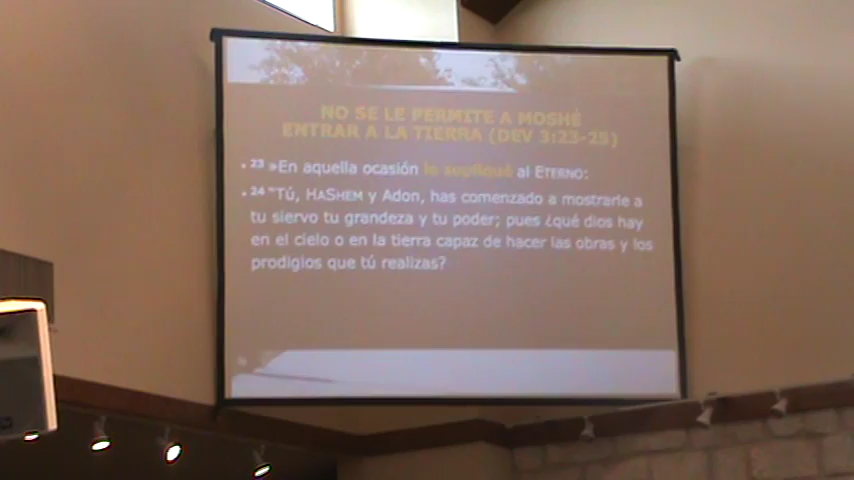 NO SE LE PERMITE A MOSHÉ
ENTRAR A LA TIERRA (DEV 3:23-25)
• 23 »En aquella ocasión le supliqué al ETERNO:
• 24 "Tú, HASHEM y Adon, has comenzado a mostrarle a
tu siervo tu grandeza y tu poder; pues ¿qué dios hay
en el cielo o en la tierra capaz de hacer las obras y los
prodigios que tú realizas?